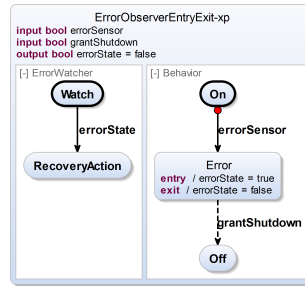 ErrorObserverEntryExit-xp
input bool errorSensor
input bool grantShutdown
output bool errorState = false
[-] ErrorWatcher
Watch
errorState
RecoveryAction
[-] Behavior
On
errorSensor
Error
entry / errorState = true
exit / errorState = false
grantShutdown
Off